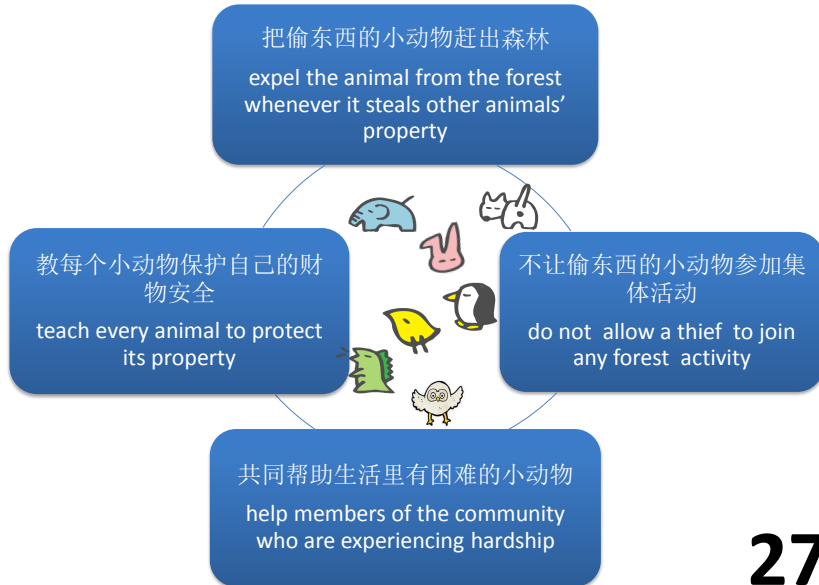 把偷东西的小动物赶出森林
expel the animal from the forest
whenever it steals other animals’
property
教每个小动物保护自己的财
物安全
teach every animal to protect
its property
不让偷东西的小动物参加集
体活动
do not allow a thief to join
any forest activity
共同帮助生活里有困难的小动物
help members of the community
who are experiencing hardship
27